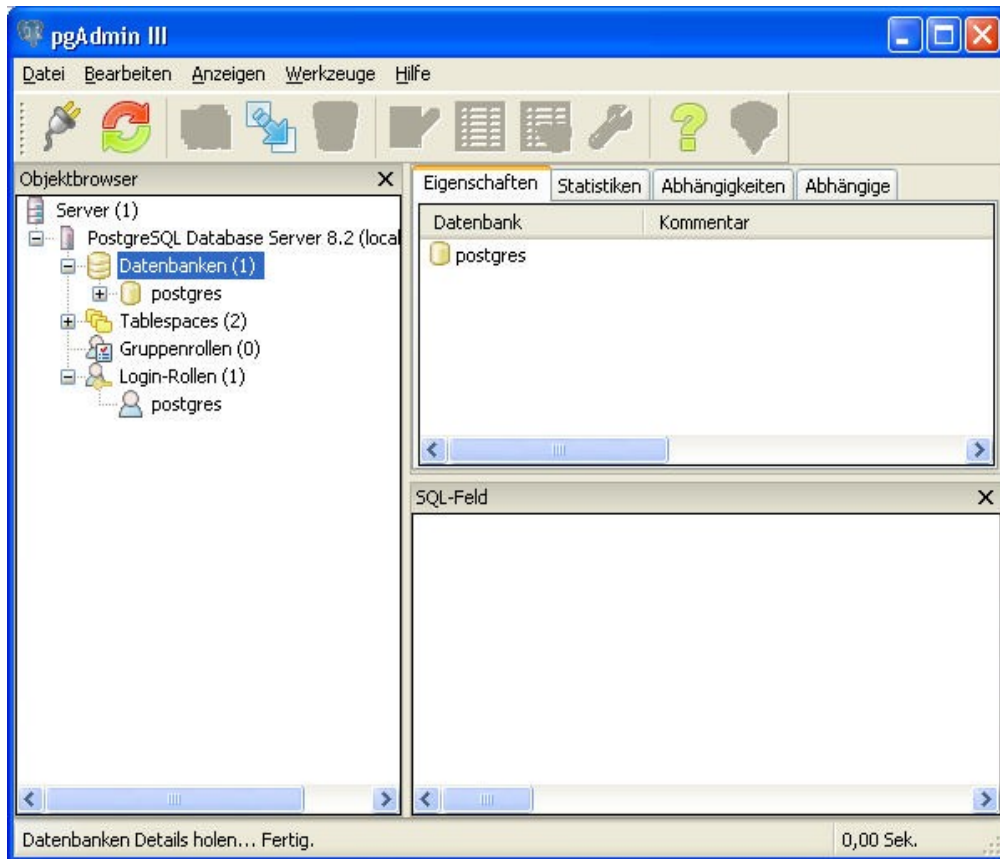 pgAdmin III
Datei Bearbeiten Anzeigen Werkzeuge Hilfe
Objektbrowser
Server (1)
PostgreSQL Database Server 8.2 (local
Datenbanken (1)
postgres
Tablespaces (2)
Gruppenrollen (0)
Login-Rollen (1)
postgres
Eigenschaften Statistiken Abhängigkeiten Abhängige
Datenbank Kommentar
postgres
SQL-Feld
Datenbanken Details holen... Fertig. 0,00 Sek.